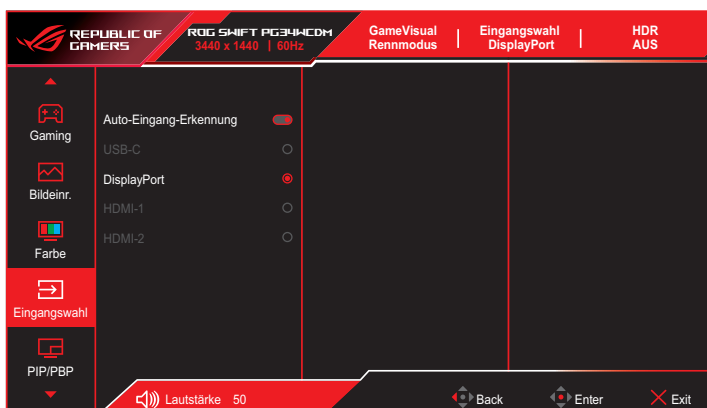 REPUBLIC OF
GAMERS
ROG SWIFT PG34WCDM
3440 x 1440 | 60Hz
GameVisual
Rennmodus
Eingangswahl
DisplayPort
HDR
AUS
Gaming
Bildeinr.
Farbe
Eingangswahl
PIP/PBP
Auto-Eingang-Erkennung
USB-C
DisplayPort
HDMI-1
HDMI-2
Lautstärke 50
Back
Enter
Exit